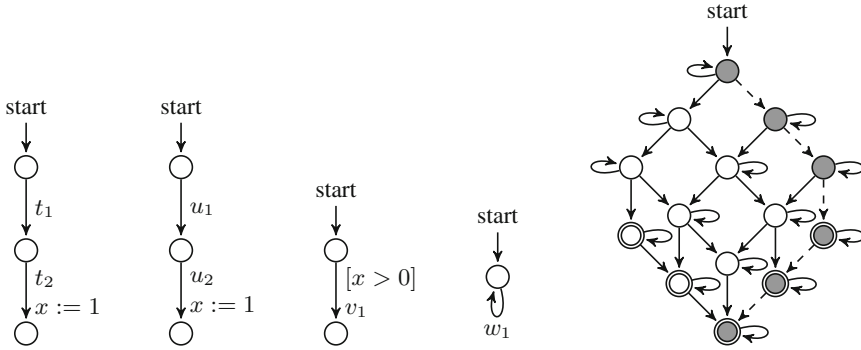 start
start
start
start
start
t₁
u₁
[x > 0]
v₁
t₂
x := 1
u₂
x := 1
w₁